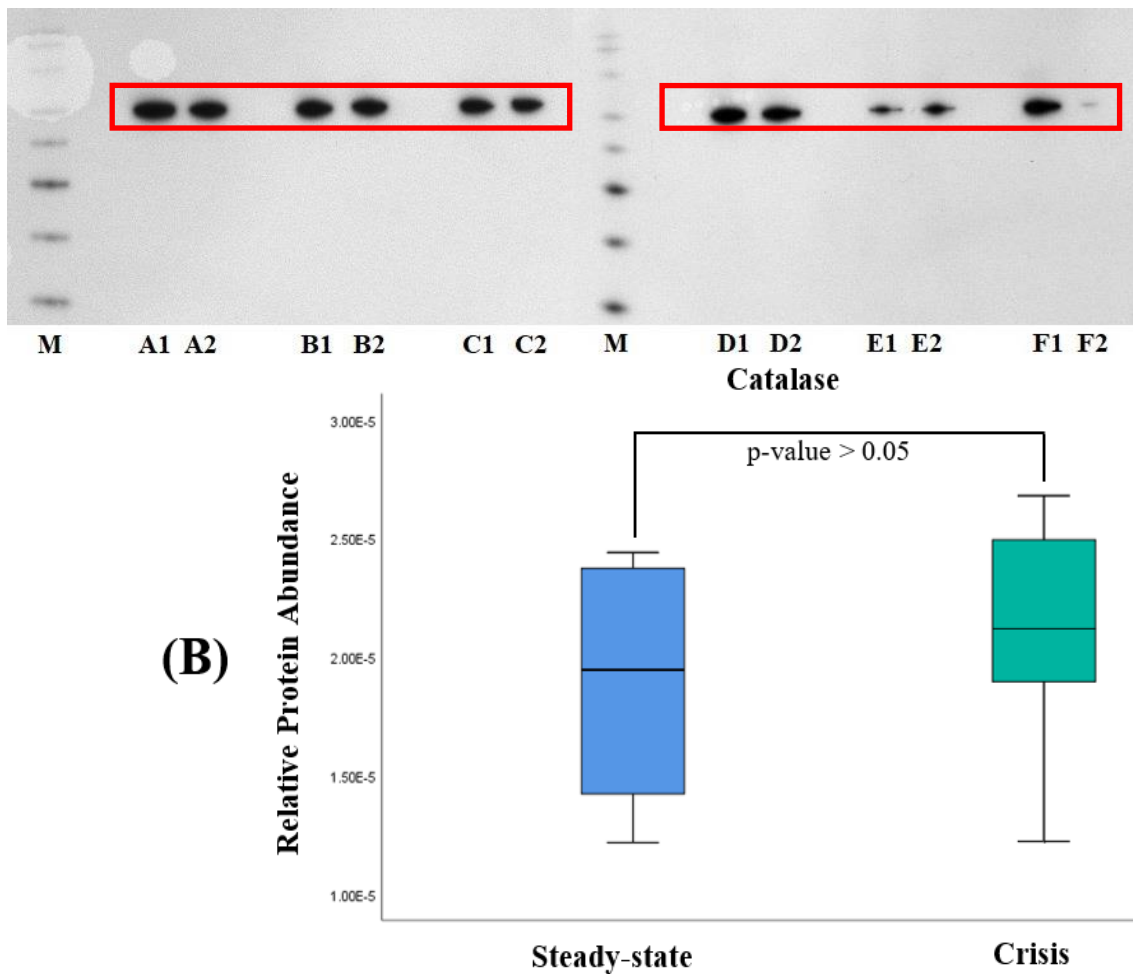 M A1 A2 B1 B2 C1 C2 M D1 D2 E1 E2 F1 F2
Catalase
3.00E-5
p-value > 0.05
2.50E-5
(B)
Relative Protein Abundance
2.00E-5
1.50E-5
1.00E-5
Steady-state Crisis